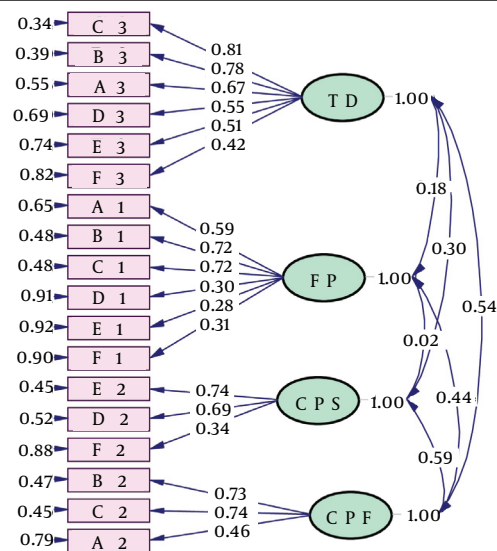 0.34 C 3
0.39 B 3
0.55 A 3
0.69 D 3
0.74 E 3
0.82 F 3
0.65 A 1
0.48 B 1
0.48 C 1
0.91 D 1
0.92 E 1
0.90 F 1
0.45 E 2
0.52 D 2
0.88 F 2
0.47 B 2
0.45 C 2
0.79 A 2
0.81
0.78
0.67
0.55
0.51
0.42
0.59
0.72
0.72
0.30
0.28
0.31
0.74
0.69
0.34
0.73
0.74
0.46
T D 1.00
F P 1.00
C P S 1.00
C P F 1.00
0.18
0.30
0.54
0.02
0.44
0.59